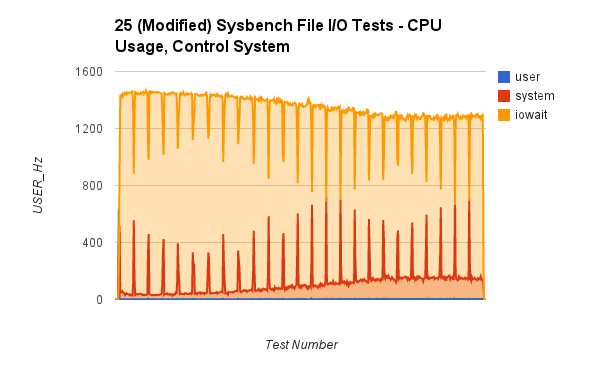 25 (Modified) Sysbench File I/O Tests - CPU
Usage, Control System
1600
1200
800
400
0
USER_Hz
Test Number
user
system
iowait